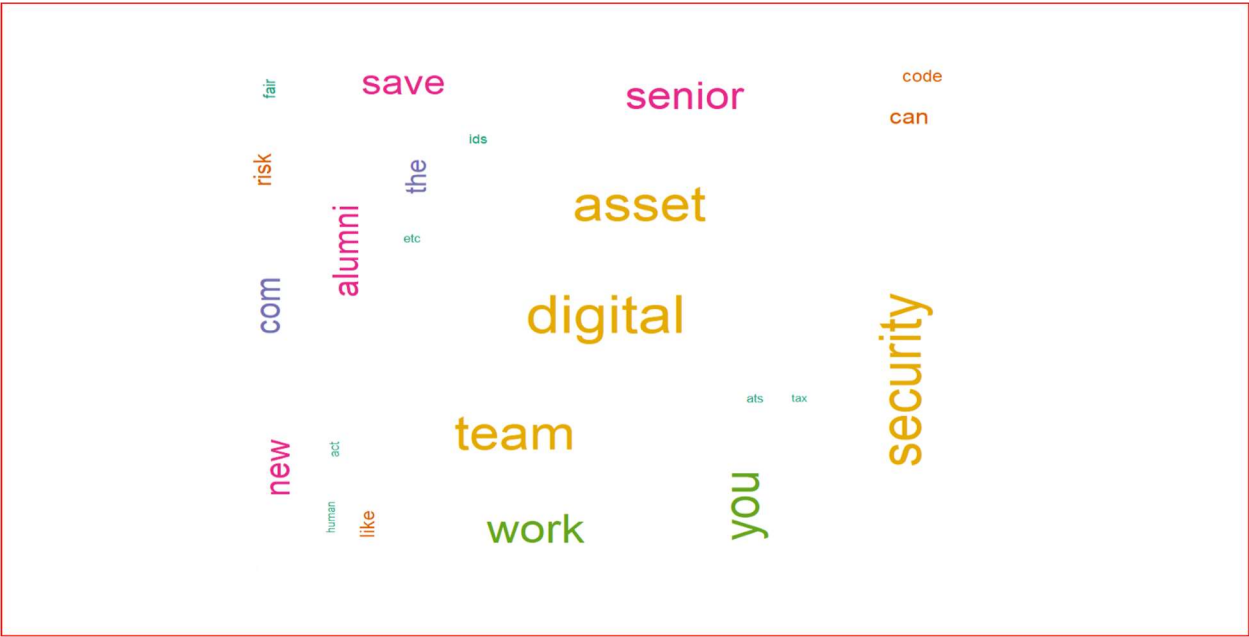 fair
save
senior
code
can
ids
risk
the
asset
alumni
etc
com
digital
security
ats
tax
team
new
act
you
human
like
work